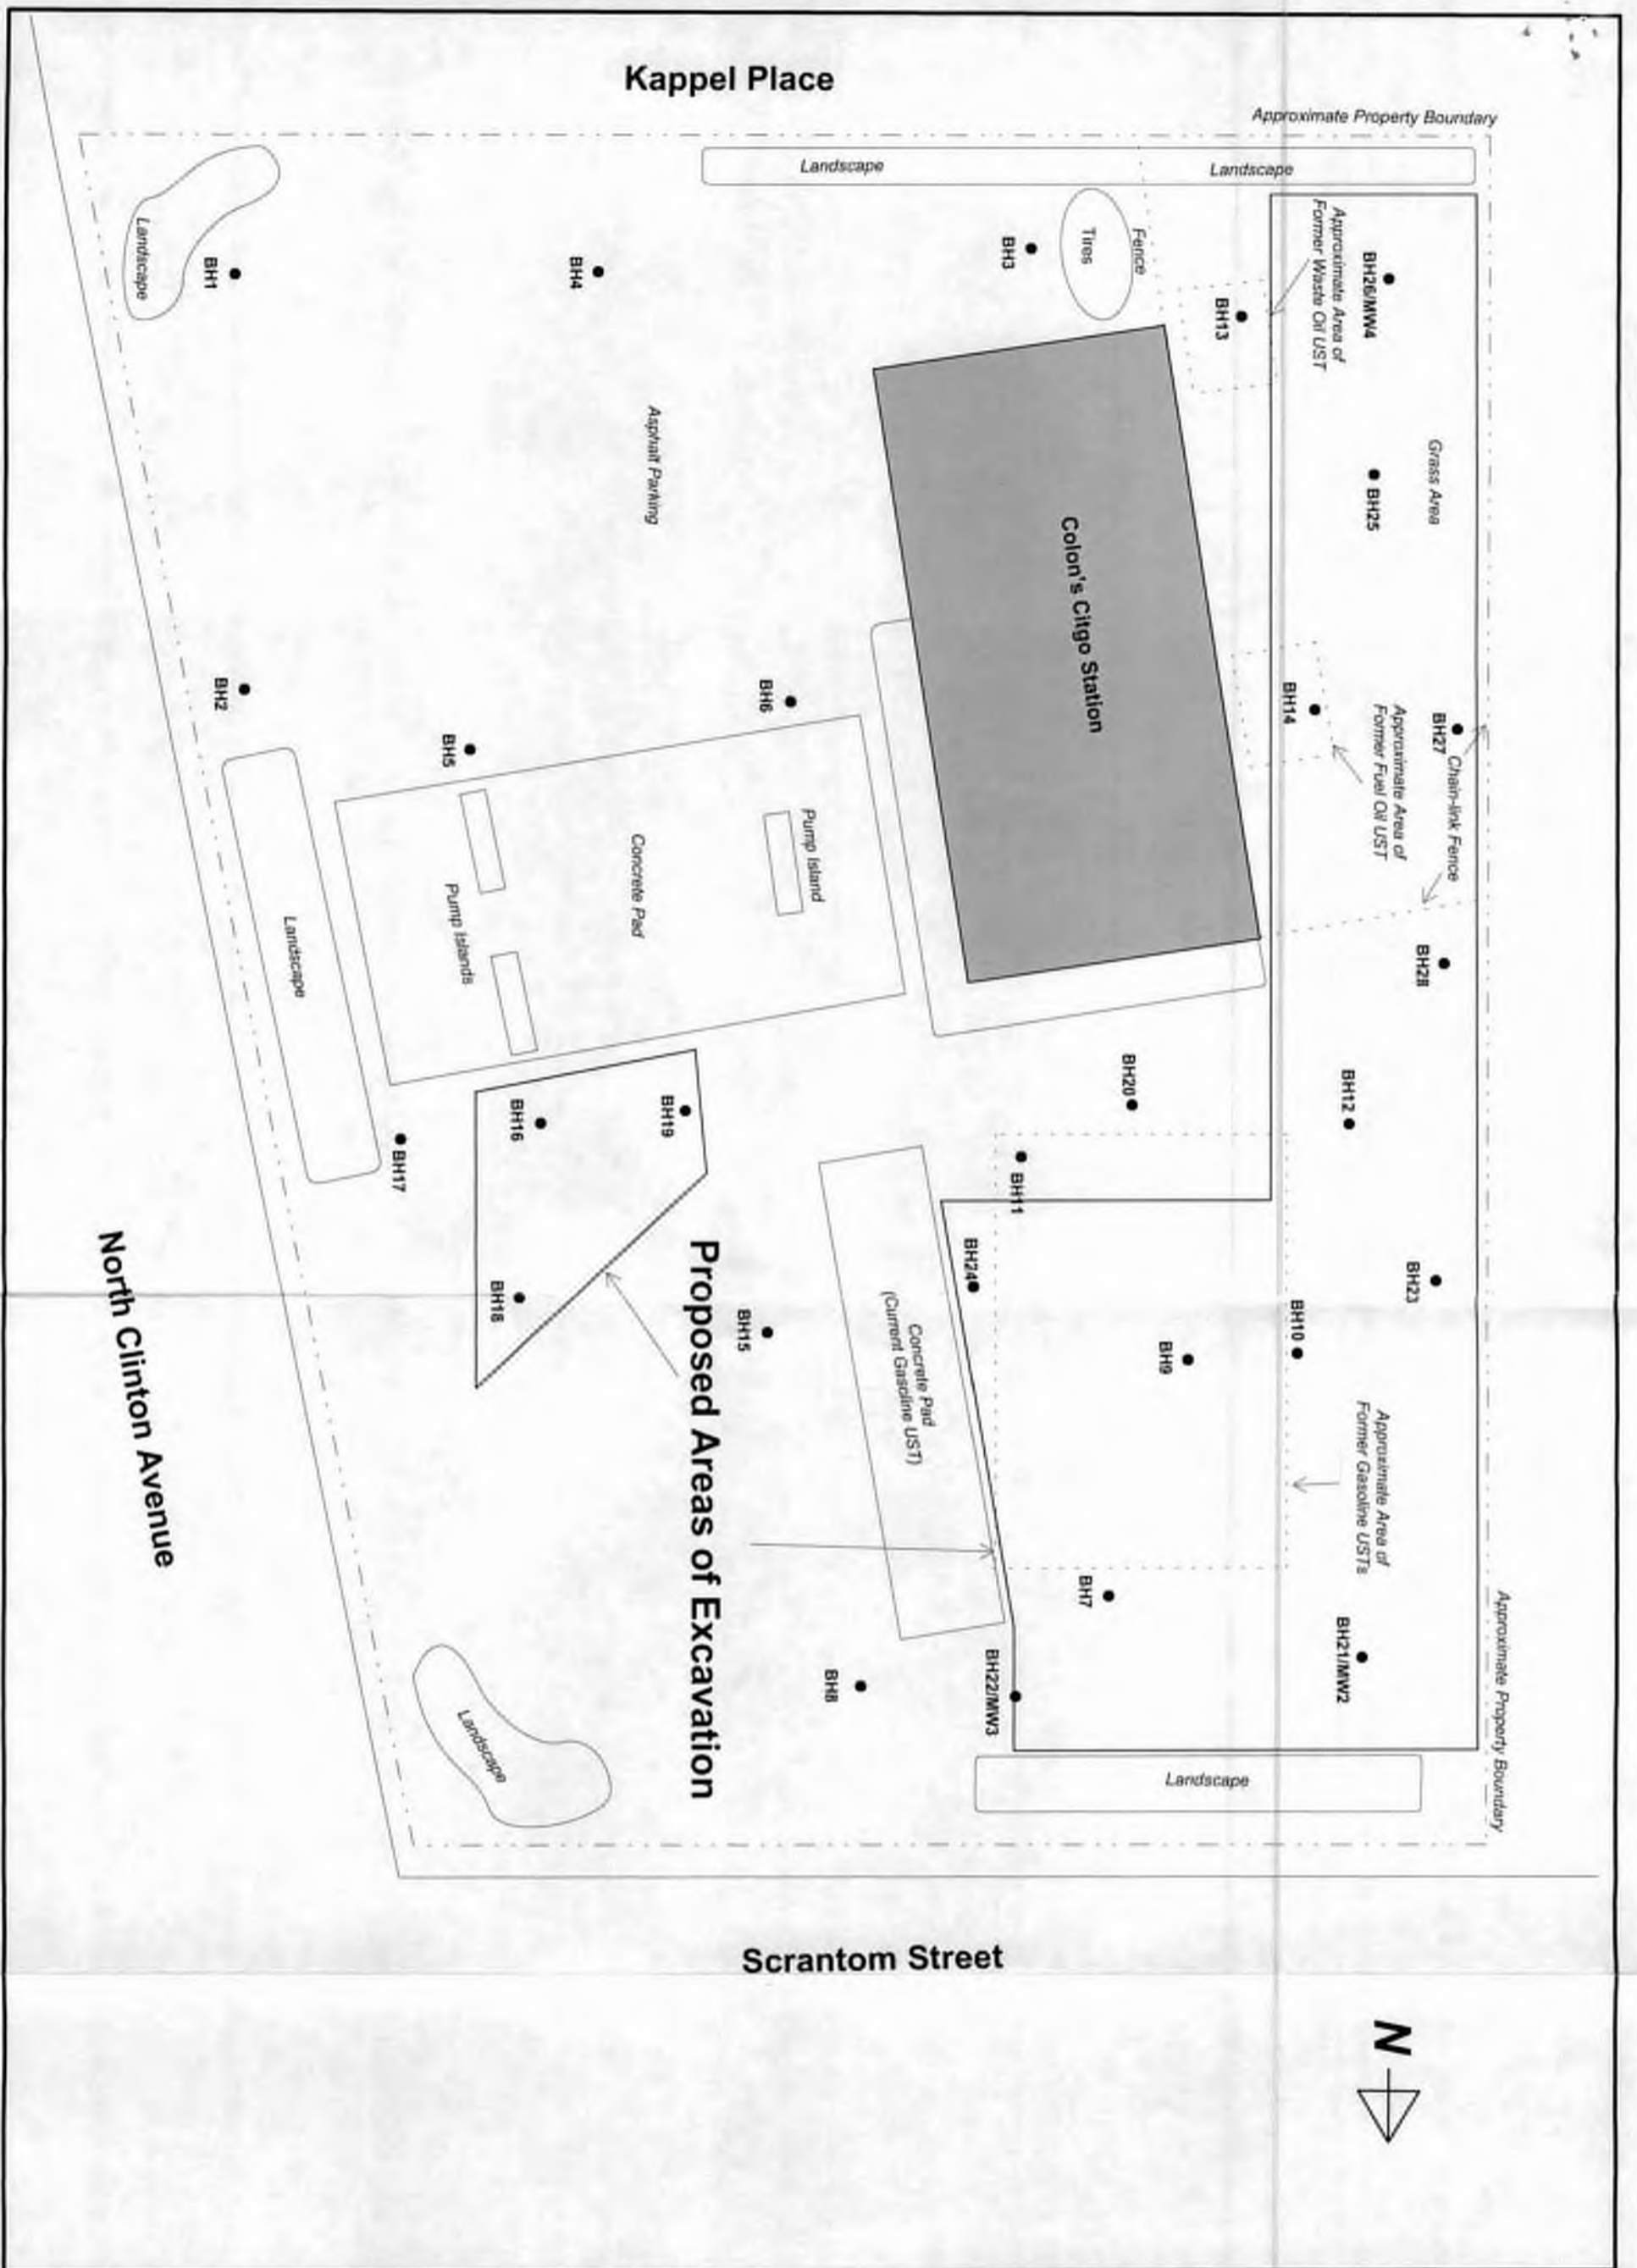 Kappel Place
Approximate Property Boundary
Landscape
Landscape
Landscape
BH1
BH4
BH3
Tires
Fence
BH13
Approximate Area of
Former Waste Oil UST
BH26/MW4
Grass Area
BH25
Asphalt Parking
Colon's Citgo Station
BH2
BH5
BH6
BH14
Approximate Area of
Former Fuel Oil UST
BH27
Chain-link Fence
Pump Island
Concrete Pad
Pump Islands
Landscape
BH28
BH20
BH12
BH19
BH16
BH17
BH11
BH18
BH24
BH15
BH23
BH10
BH9
Concrete Pad
(Current Gasoline UST)
Approximate Area of
Former Gasoline USTs
Proposed Areas of Excavation
North Clinton Avenue
BH7
BH8
BH22/MW3
BH21/MW2
Approximate Property Boundary
Landscape
Landscape
Scrantom Street
N